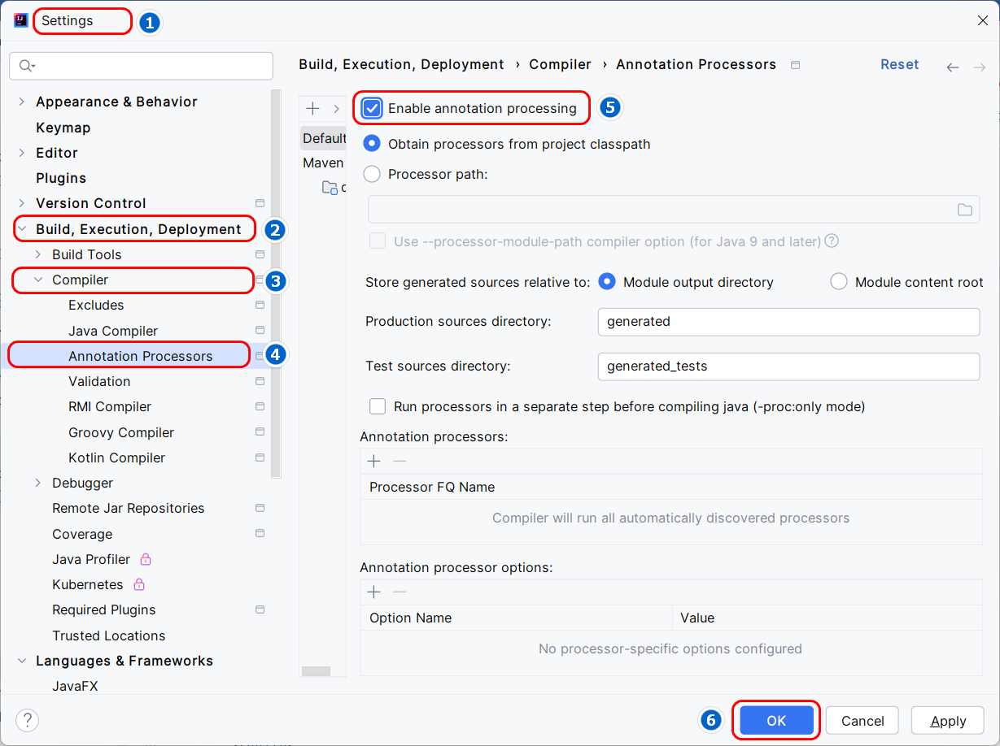 Settings
1
Build, Execution, Deployment › Compiler › Annotation Processors
Reset
Appearance & Behavior
Keymap
Editor
Plugins
Version Control
Build, Execution, Deployment
2
Build Tools
Compiler
3
Excludes
Java Compiler
Annotation Processors
4
Validation
RMI Compiler
Groovy Compiler
Kotlin Compiler
Debugger
Remote Jar Repositories
Coverage
Java Profiler
Kubernetes
Required Plugins
Trusted Locations
Languages & Frameworks
JavaFX
Default
Maven
Enable annotation processing
5
Obtain processors from project classpath
Processor path:
Use --processor-module-path compiler option (for Java 9 and later) ?
Store generated sources relative to: Module output directory Module content root
Production sources directory: generated
Test sources directory: generated_tests
Run processors in a separate step before compiling java (-proc:only mode)
Annotation processors:
Processor FQ Name
Compiler will run all automatically discovered processors
Annotation processor options:
Option Name Value
No processor-specific options configured
?
6
OK Cancel Apply